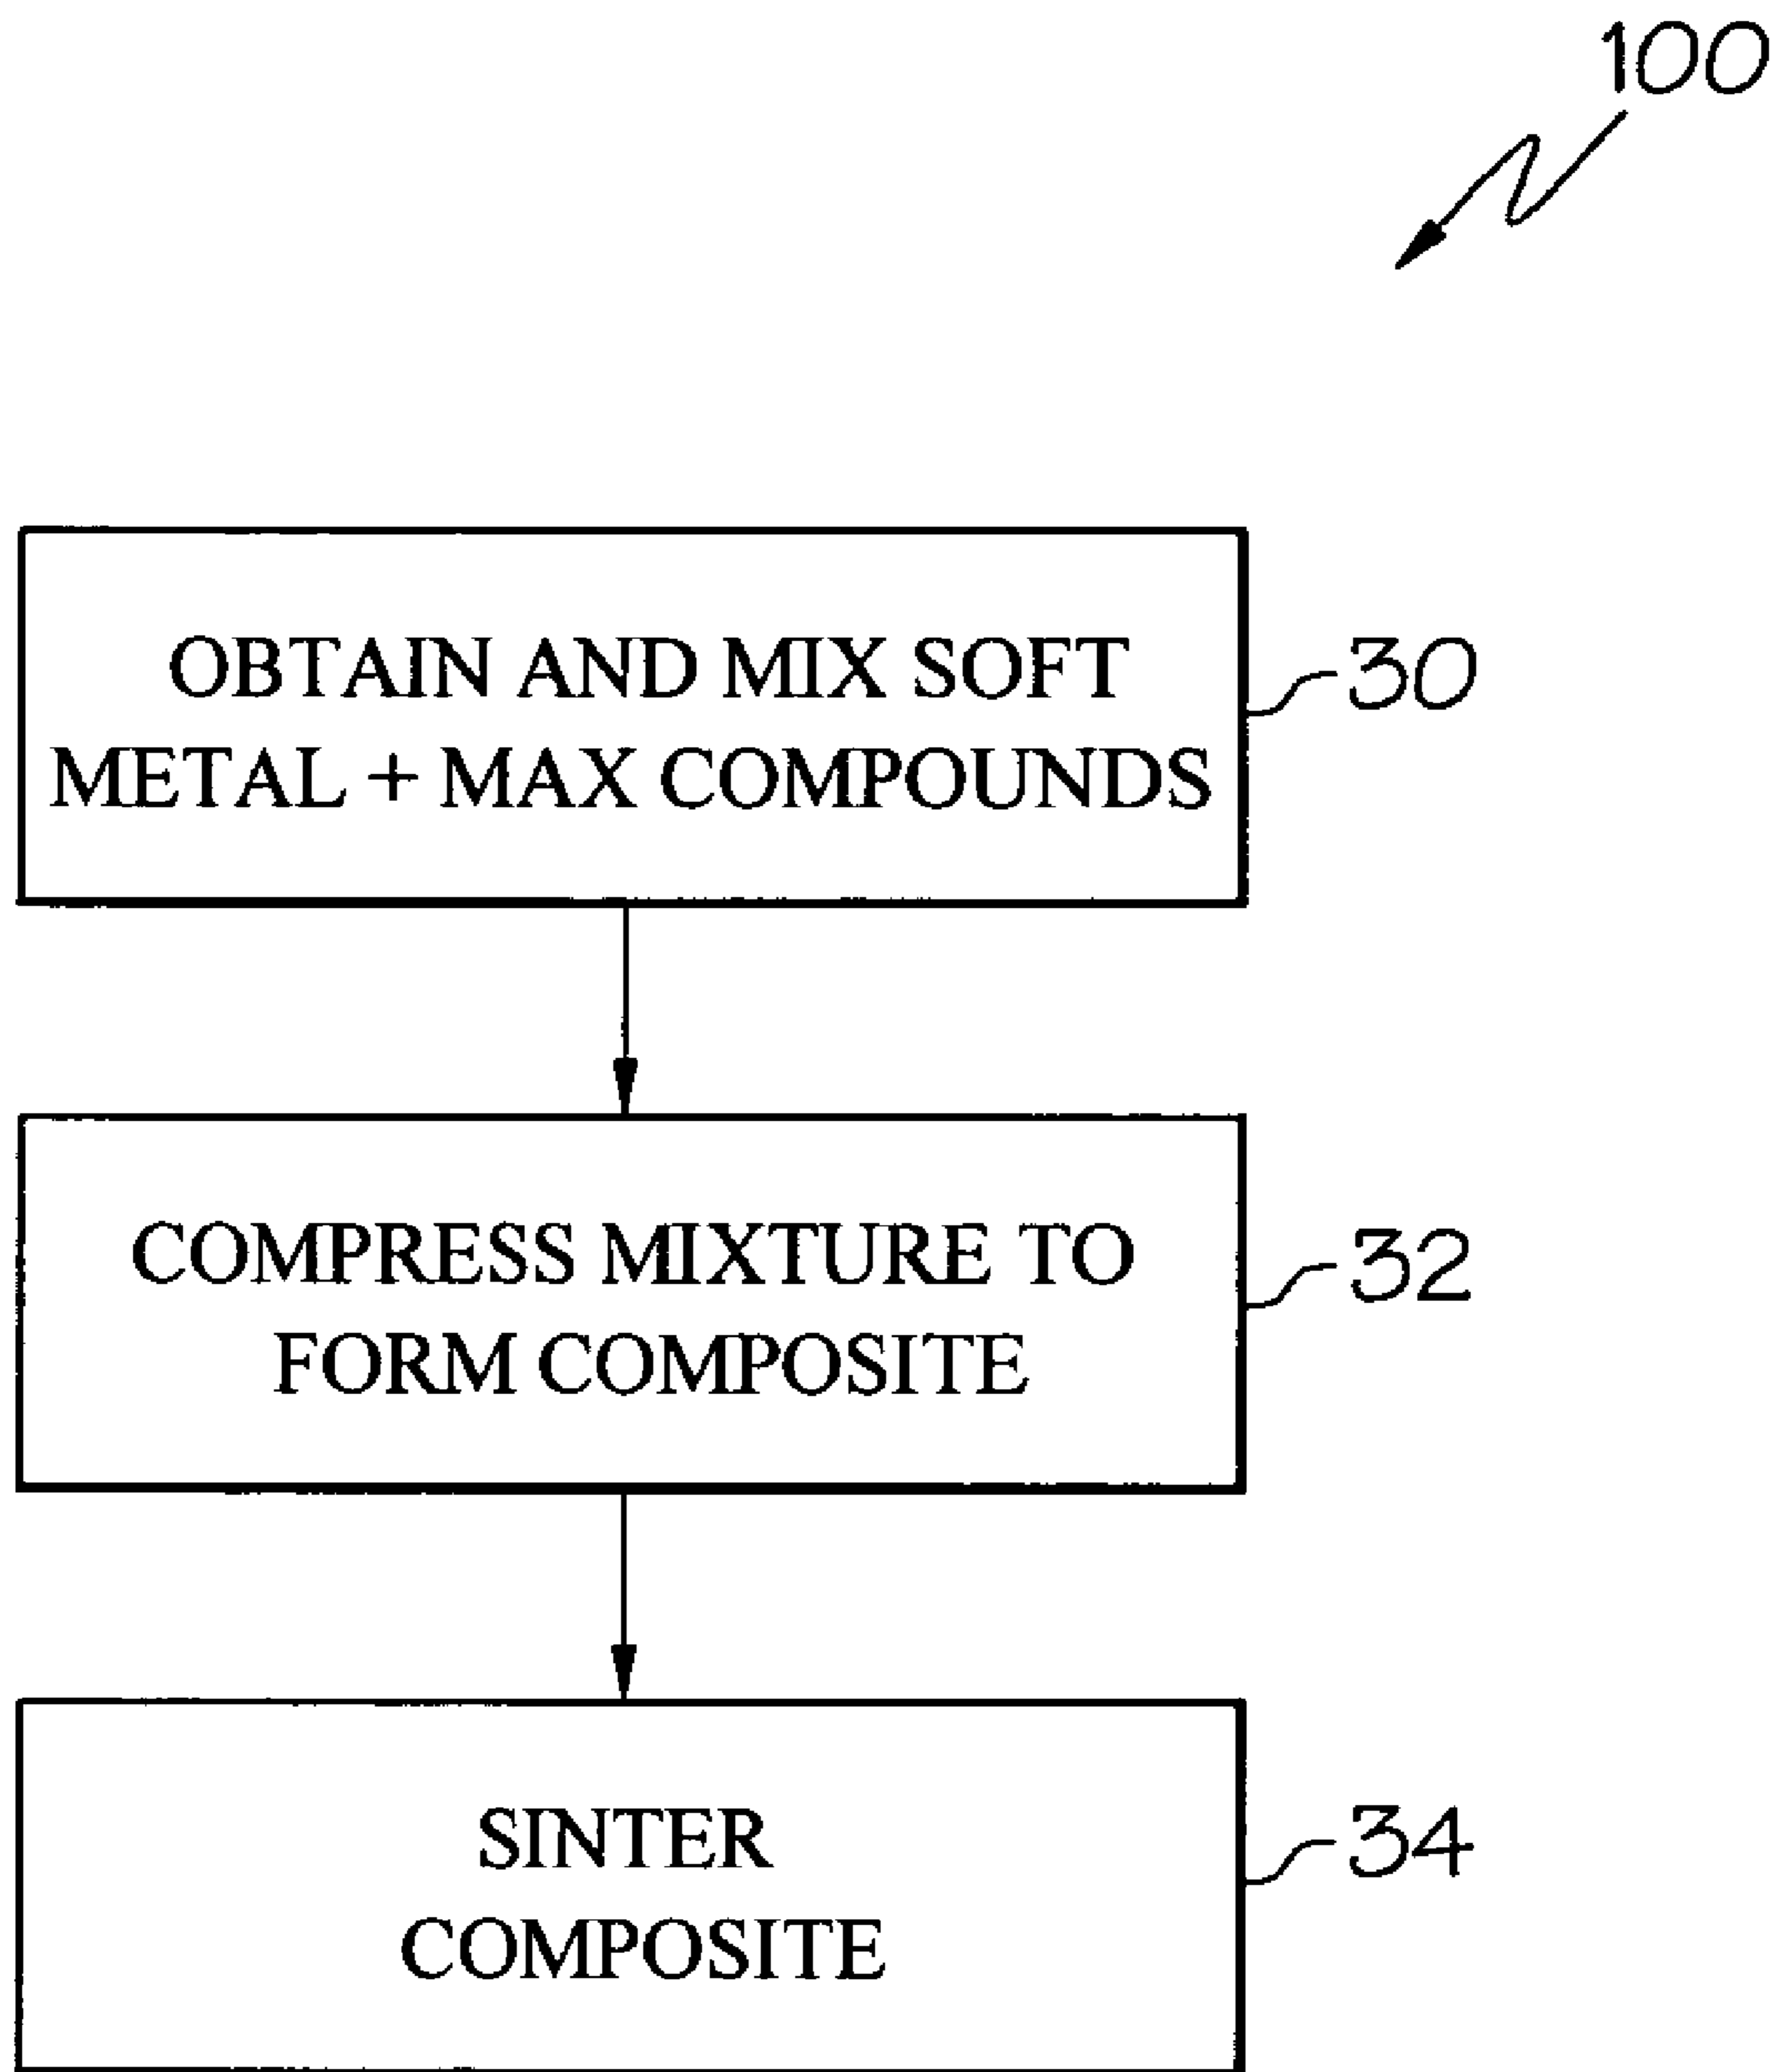 100
OBTAIN AND MIX SOFT
METAL + MAX COMPOUNDS
30
COMPRESS MIXTURE TO
FORM COMPOSITE
32
SINTER
COMPOSITE
34